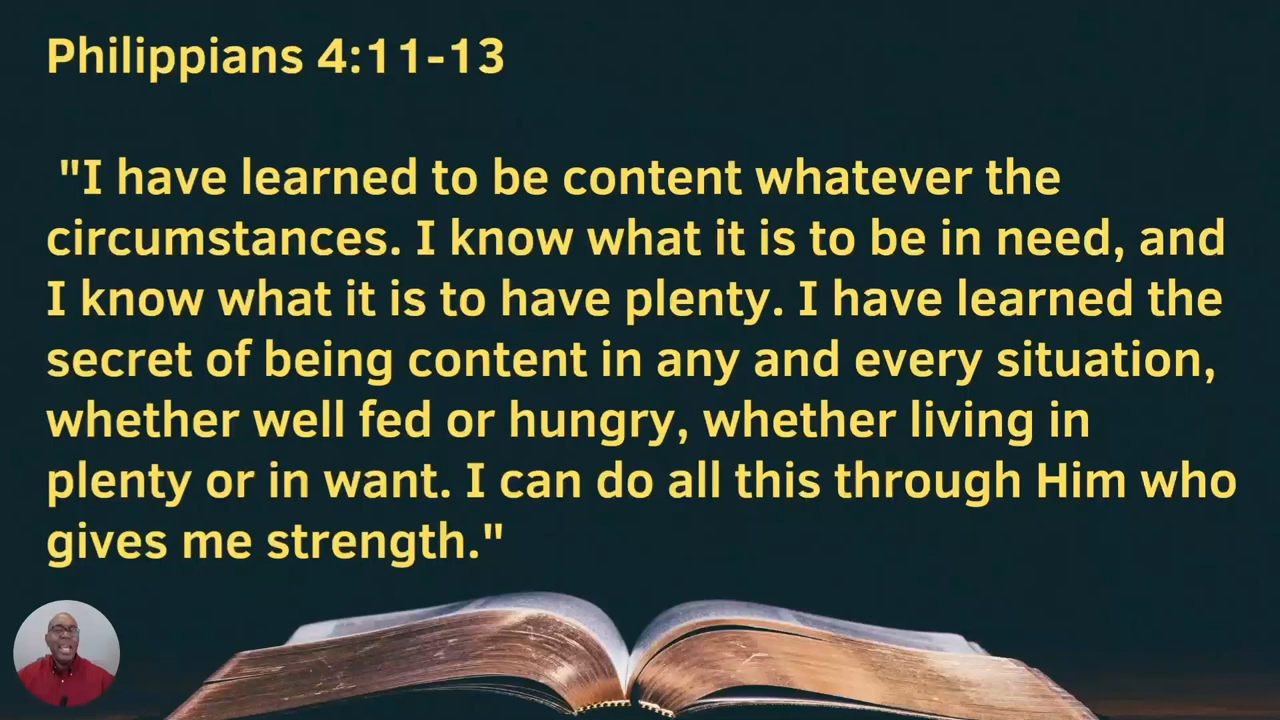 Philippians 4:11-13
"I have learned to be content whatever the
circumstances. I know what it is to be in need, and
I know what it is to have plenty. I have learned the
secret of being content in any and every situation,
whether well fed or hungry, whether living in
plenty or in want. I can do all this through Him who
gives me strength."